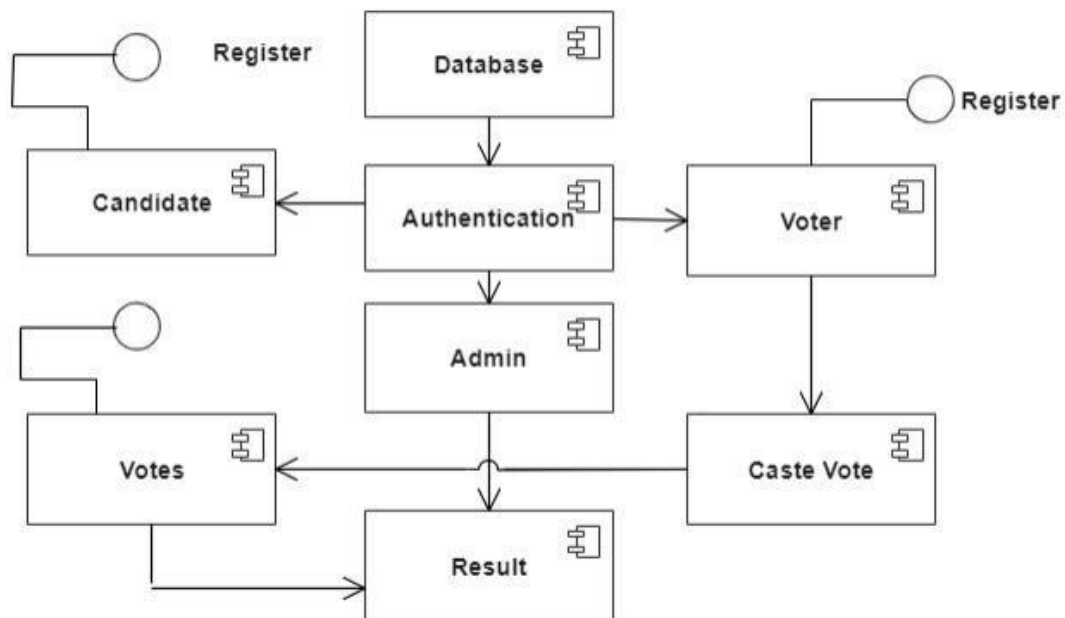 Register
Database
Register
Candidate
Authentication
Voter
Admin
Votes
Caste Vote
Result